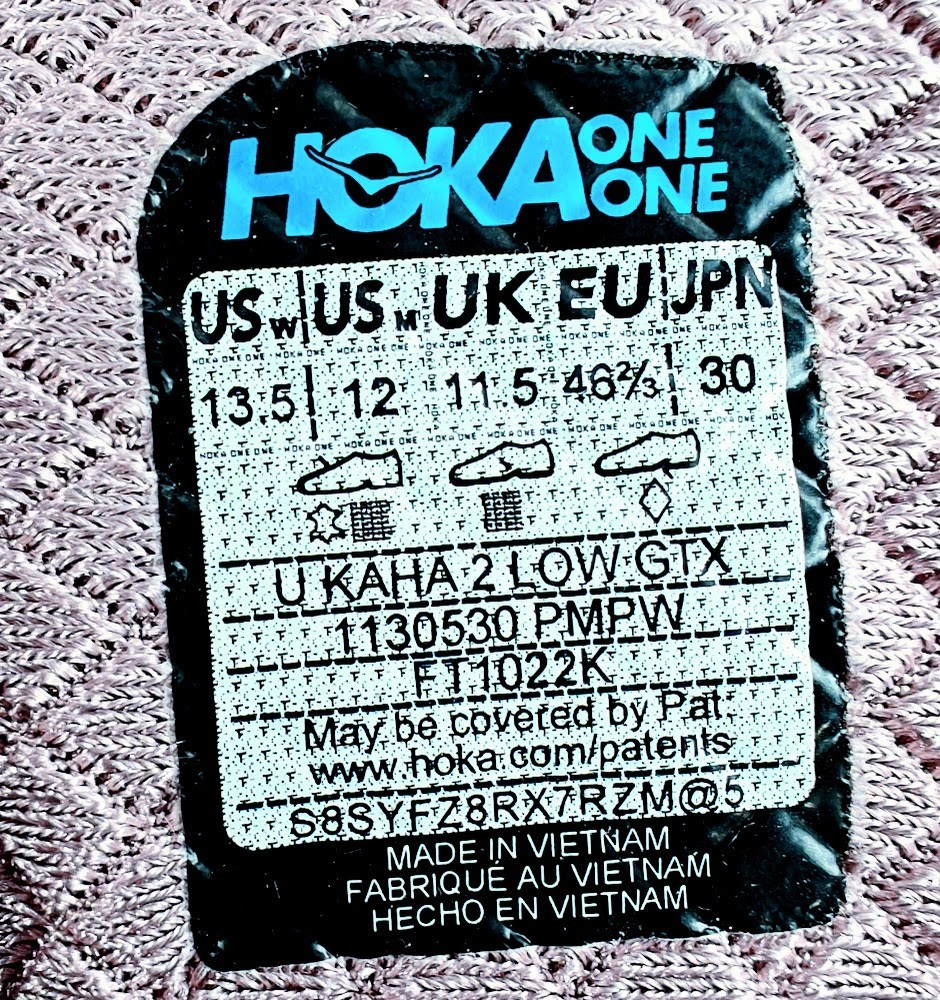 HOKA ONE ONE
US W US M UK EU JPN
13.5 12 11.5 46⅔ 30
U KAHA 2 LOW GTX
1130530 PMPW
FT1022K
May be covered by Pat.
www.hoka.com/patents
S8SYFZ8RX7RZM@5
MADE IN VIETNAM
FABRIQUÉ AU VIETNAM
HECHO EN VIETNAM